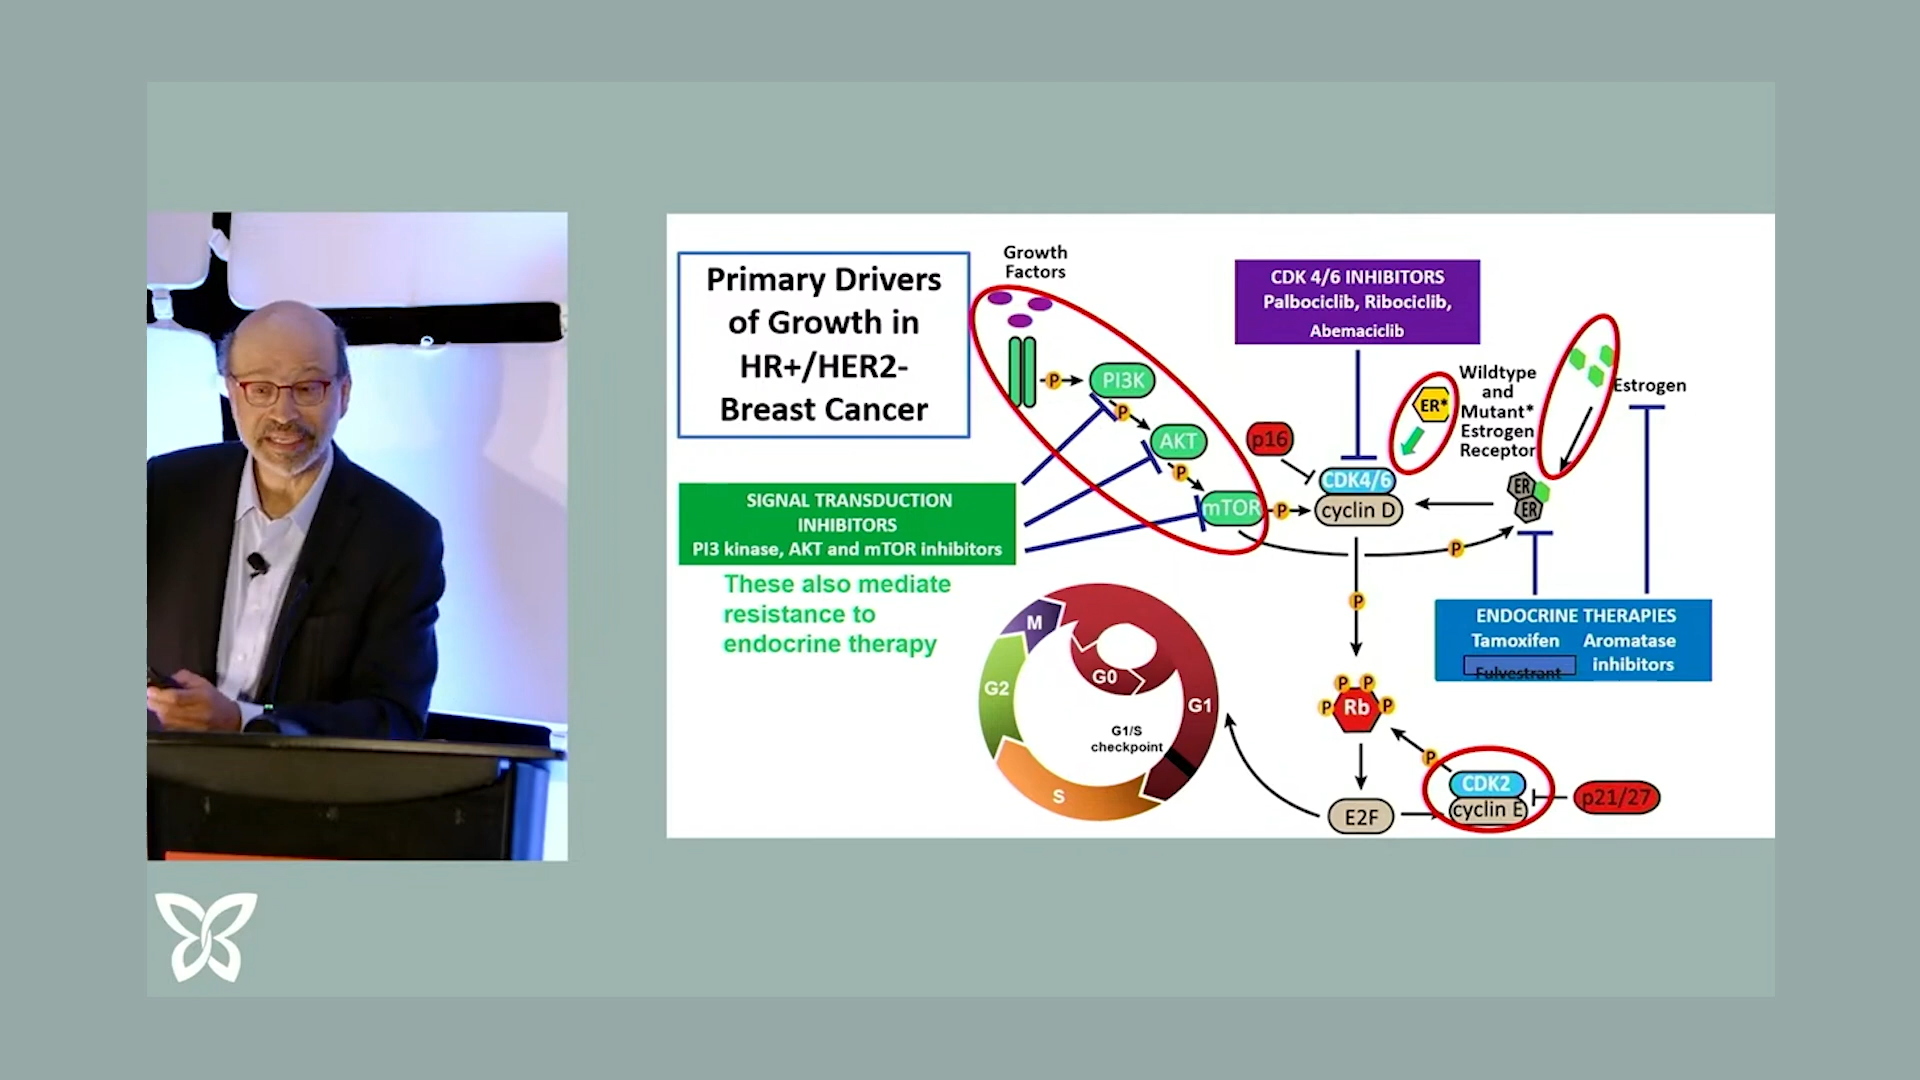 Primary Drivers
of Growth in
HR+/HER2-
Breast Cancer
Growth
Factors
P
PI3K
P
AKT
P
mTOR
P
SIGNAL TRANSDUCTION
INHIBITORS
PI3 kinase, AKT and mTOR inhibitors
These also mediate
resistance to
endocrine therapy
CDK 4/6 INHIBITORS
Palbociclib, Ribociclib,
Abemaciclib
p16
CDK4/6
cyclin D
ER*
Wildtype
and
Mutant*
Estrogen
Receptor
Estrogen
ER
ER
P
P
ENDOCRINE THERAPIES
Tamoxifen Aromatase
Fulvestrant inhibitors
M
G2
G0
G1
G1/S
checkpoint
S
P P
P Rb P
P
CDK2
cyclin E
p21/27
E2F